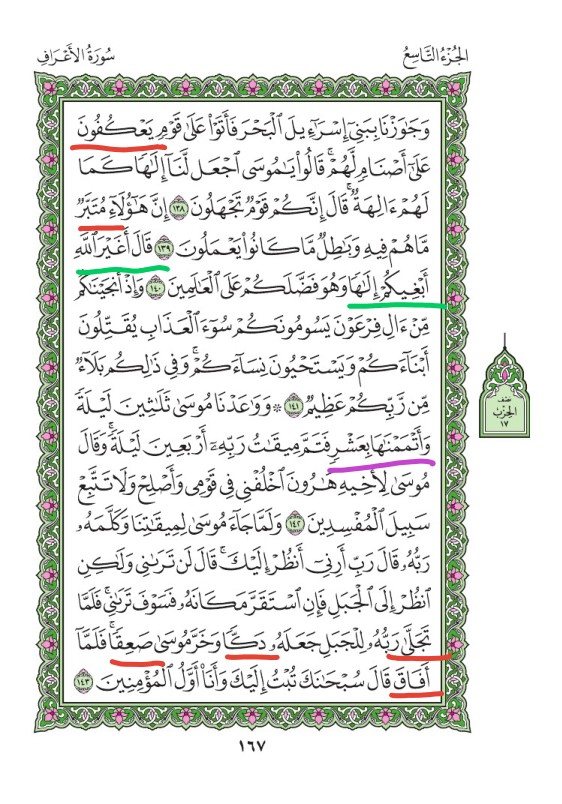 الجُزْءُ التَّاسِعُ
سُورَةُ الأَعْرَافِ
وَجَٰوَزْنَا بِبَنِىٓ إِسْرَٰٓءِيلَ ٱلْبَحْرَ فَأَتَوْا۟ عَلَىٰ قَوْمٍ يَعْكُفُونَ
عَلَىٰٓ أَصْنَامٍ لَّهُمْ ۚ قَالُوا۟ يَٰمُوسَى ٱجْعَل لَّنَآ إِلَٰهًا كَمَا
لَهُمْ ءَالِهَةٌ ۚ قَالَ إِنَّكُمْ قَوْمٌ تَجْهَلُونَ ١٣٨ إِنَّ هَٰٓؤُلَآءِ مُتَبَّرٌ
مَّا هُمْ فِيهِ وَبَٰطِلٌ مَّا كَانُوا۟ يَعْمَلُونَ ١٣٩ قَالَ أَغَيْرَ ٱللَّهِ
أَبْغِيكُمْ إِلَٰهًا وَهُوَ فَضَّلَكُمْ عَلَى ٱلْعَٰلَمِينَ ١٤٠ وَإِذْ أَنجَيْنَٰكُم
مِّنْ ءَالِ فِرْعَوْنَ يَسُومُونَكُمْ سُوٓءَ ٱلْعَذَابِ يُقَتِّلُونَ
أَبْنَآءَكُمْ وَيَسْتَحْيُونَ نِسَآءَكُمْ ۚ وَفِى ذَٰلِكُم بَلَآءٌ
مِّن رَّبِّكُمْ عَظِيمٌ ١٤١ ۞ وَوَٰعَدْنَا مُوسَىٰ ثَلَٰثِينَ لَيْلَةً
وَأَتْمَمْنَٰهَا بِعَشْرٍ فَتَمَّ مِيقَٰتُ رَبِّهِۦٓ أَرْبَعِينَ لَيْلَةً ۚ وَقَالَ
مُوسَىٰ لِأَخِيهِ هَٰرُونَ ٱخْلُفْنِى فِى قَوْمِى وَأَصْلِحْ وَلَا تَتَّبِعْ
سَبِيلَ ٱلْمُفْسِدِينَ ١٤٢ وَلَمَّا جَآءَ مُوسَىٰ لِمِيقَٰتِنَا وَكَلَّمَهُۥ
رَبُّهُۥ قَالَ رَبِّ أَرِنِىٓ أَنظُرْ إِلَيْكَ ۚ قَالَ لَن تَرَىٰنِى وَلَٰكِنِ
ٱنظُرْ إِلَى ٱلْجَبَلِ فَإِنِ ٱسْتَقَرَّ مَكَانَهُۥ فَسَوْفَ تَرَىٰنِى ۚ فَلَمَّا
تَجَلَّىٰ رَبُّهُۥ لِلْجَبَلِ جَعَلَهُۥ دَكًّا وَخَرَّ مُوسَىٰ صَعِقًا ۚ فَلَمَّآ
أَفَاقَ قَالَ سُبْحَٰنَكَ تُبْتُ إِلَيْكَ وَأَنَا۠ أَوَّلُ ٱلْمُؤْمِنِينَ ١٤٣
نصف
الحزب
١٧
١٦٧